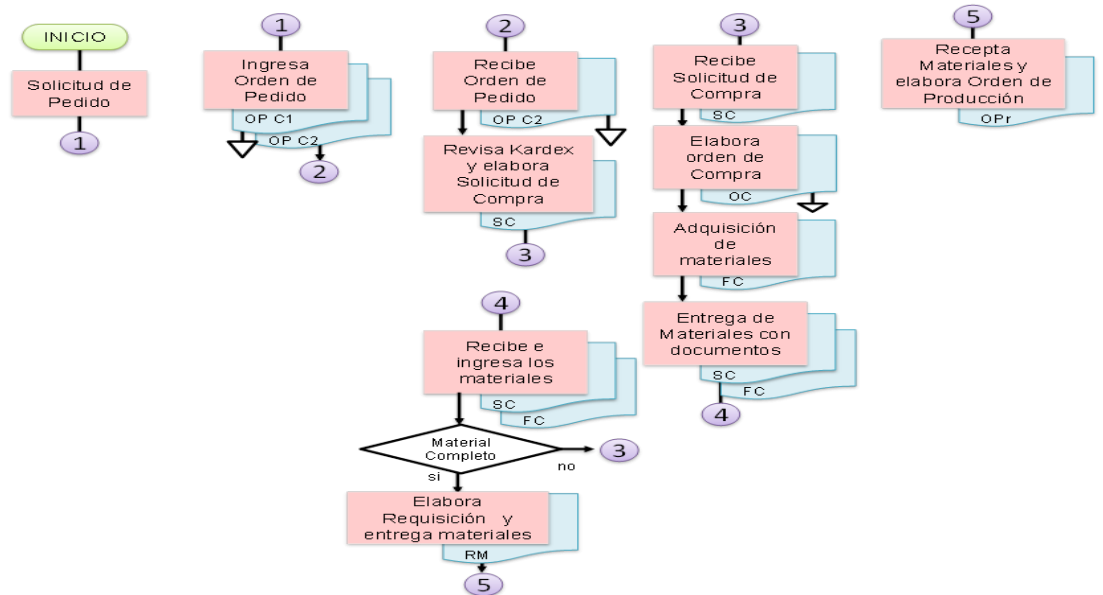 INICIO
Solicitud de
Pedido
1
1
Ingresa
Orden de
Pedido
OP C1
OP C2
2
2
Recibe
Orden de
Pedido
OP C2
Revisa Kardex
y elabora
Solicitud de
Compra
SC
3
4
Recibe e
ingresa los
materiales
SC
FC
Material
Completo
no
3
si
Elabora
Requisición y
entrega materiales
RM
5
3
Recibe
Solicitud de
Compra
SC
Elabora
orden de
Compra
OC
Adquisición
de
materiales
FC
Entrega de
Materiales con
documentos
SC
FC
4
5
Recepta
Materiales y
elabora Orden de
Producción
OPr